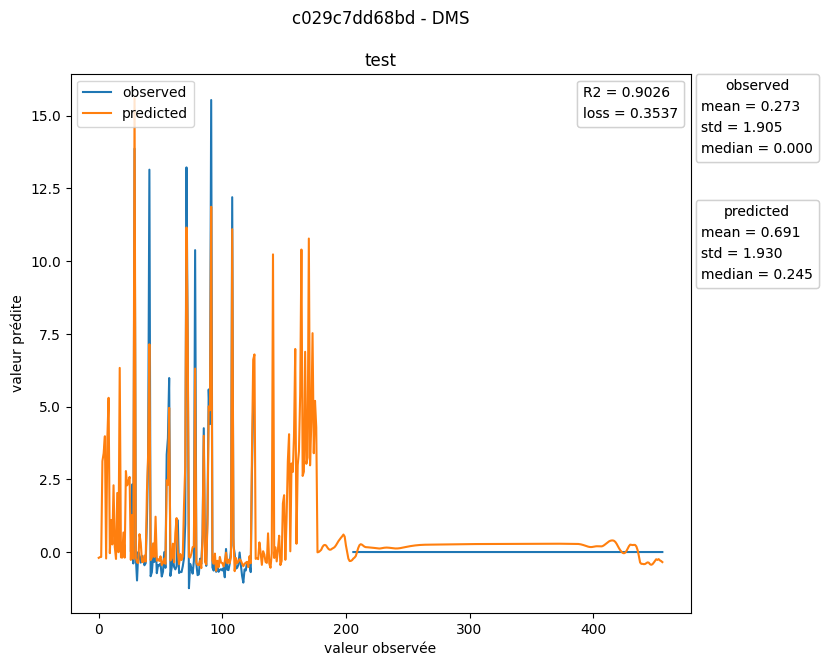 c029c7dd68bd - DMS
test
observed
predicted
R2 = 0.9026
loss = 0.3537
observed
mean = 0.273
std = 1.905
median = 0.000
predicted
mean = 0.691
std = 1.930
median = 0.245
valeur prédite
15.0
12.5
10.0
7.5
5.0
2.5
0.0
0
100
200
300
400
valeur observée